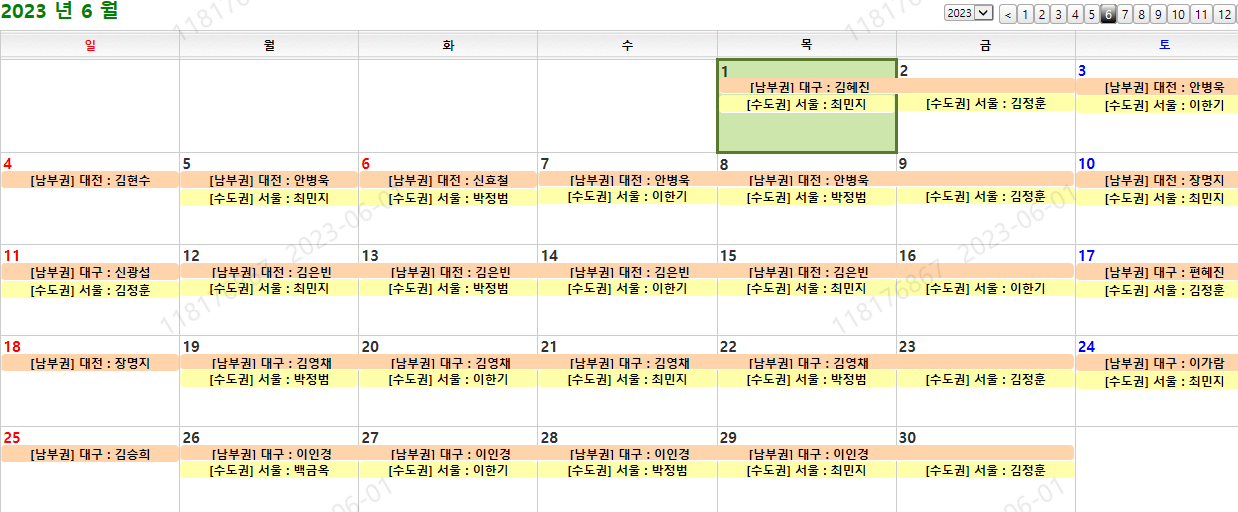 2023 년 6 월
2023 < 1 2 3 4 5 6 7 8 9 10 11 12
일 월 화 수 목 금 토
1 2 3
[남부권] 대구 : 김혜진 [남부권] 대전 : 안병욱
[수도권] 서울 : 최민지 [수도권] 서울 : 김정훈 [수도권] 서울 : 이한기
4 5 6 7 8 9 10
[남부권] 대전 : 김현수 [남부권] 대전 : 안병욱 [남부권] 대전 : 신효철 [남부권] 대전 : 안병욱 [남부권] 대전 : 안병욱 [남부권] 대전 : 장명지
[수도권] 서울 : 최민지 [수도권] 서울 : 박정범 [수도권] 서울 : 이한기 [수도권] 서울 : 박정범 [수도권] 서울 : 김정훈 [수도권] 서울 : 최민지
11 12 13 14 15 16 17
[남부권] 대구 : 신광섭 [남부권] 대전 : 김은빈 [남부권] 대전 : 김은빈 [남부권] 대전 : 김은빈 [남부권] 대전 : 김은빈 [남부권] 대구 : 편혜진
[수도권] 서울 : 김정훈 [수도권] 서울 : 최민지 [수도권] 서울 : 박정범 [수도권] 서울 : 이한기 [수도권] 서울 : 최민지 [수도권] 서울 : 이한기 [수도권] 서울 : 김정훈
18 19 20 21 22 23 24
[남부권] 대전 : 장명지 [남부권] 대구 : 김영채 [남부권] 대구 : 김영채 [남부권] 대구 : 김영채 [남부권] 대구 : 김영채 [남부권] 대구 : 이가람
[수도권] 서울 : 박정범 [수도권] 서울 : 이한기 [수도권] 서울 : 최민지 [수도권] 서울 : 박정범 [수도권] 서울 : 김정훈 [수도권] 서울 : 최민지
25 26 27 28 29 30
[남부권] 대구 : 김승희 [남부권] 대구 : 이인경 [남부권] 대구 : 이인경 [남부권] 대구 : 이인경 [남부권] 대구 : 이인경
[수도권] 서울 : 백금옥 [수도권] 서울 : 이한기 [수도권] 서울 : 박정범 [수도권] 서울 : 최민지 [수도권] 서울 : 김정훈
118176867 2023-06-01